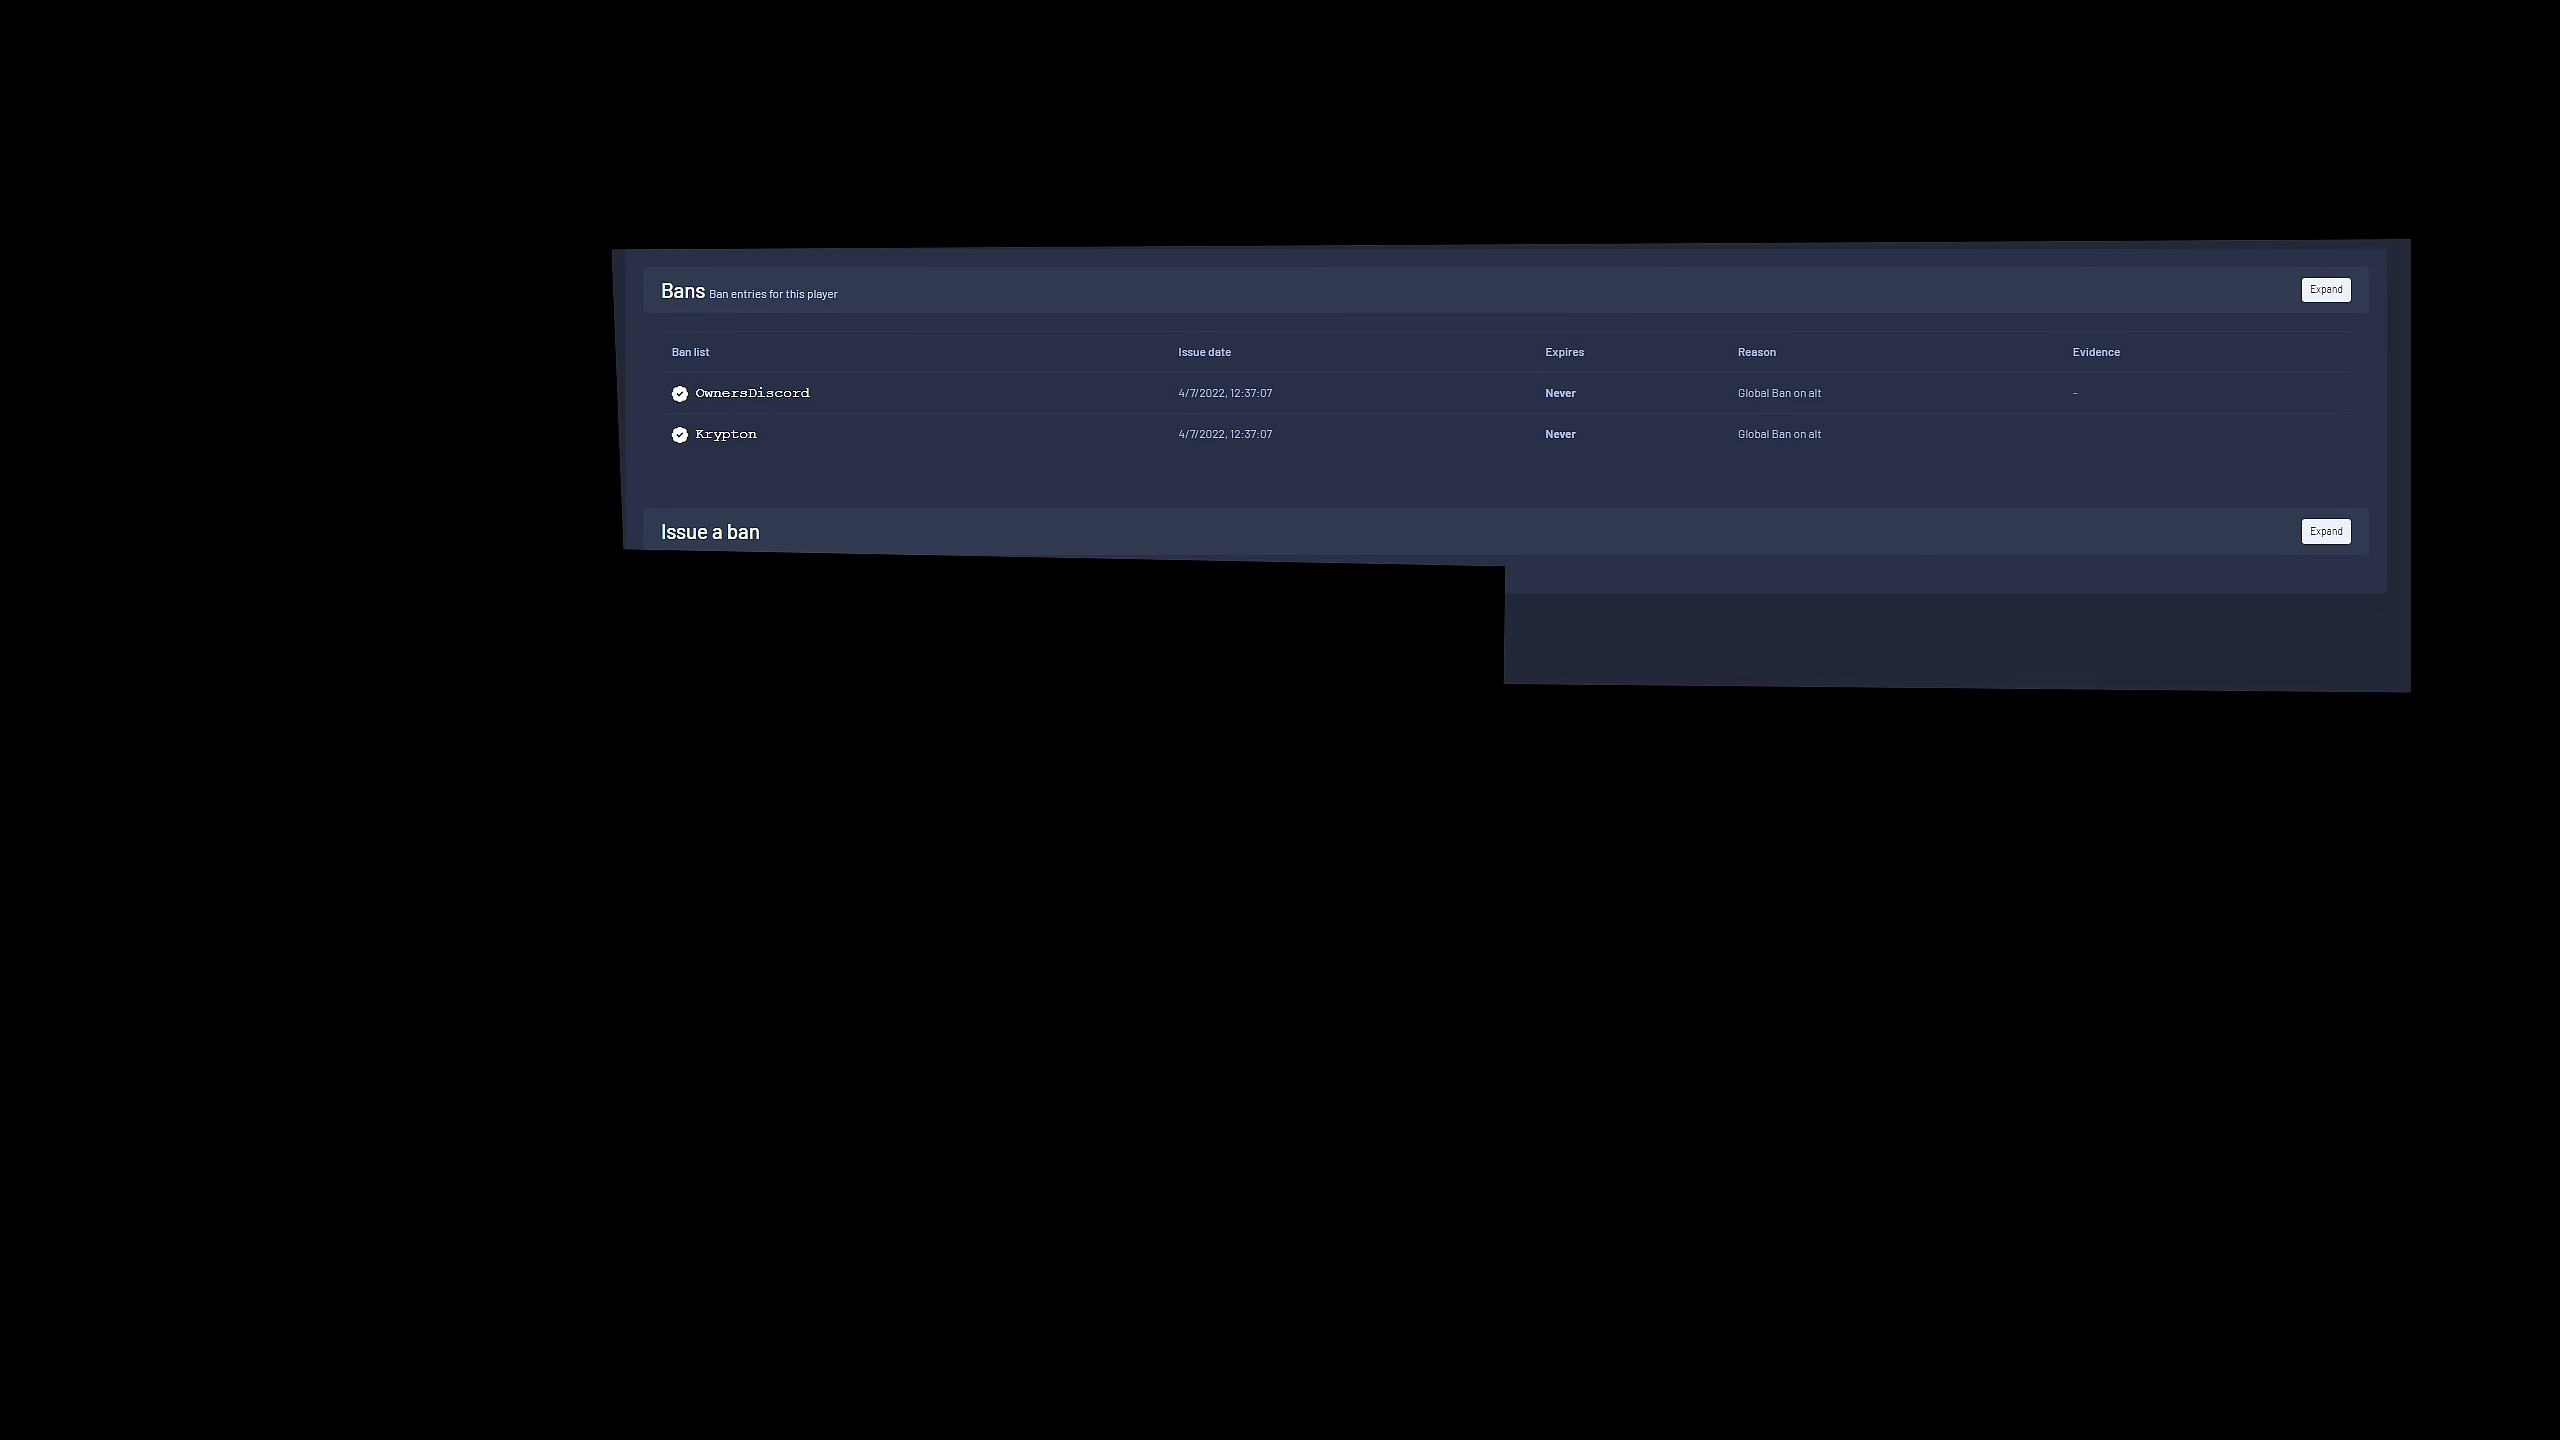 Bans Ban entries for this player Expand
Ban list Issue date Expires Reason Evidence
OwnersDiscord 4/7/2022, 12:37:07 Never Global Ban on alt -
Krypton 4/7/2022, 12:37:07 Never Global Ban on alt
Issue a ban Expand